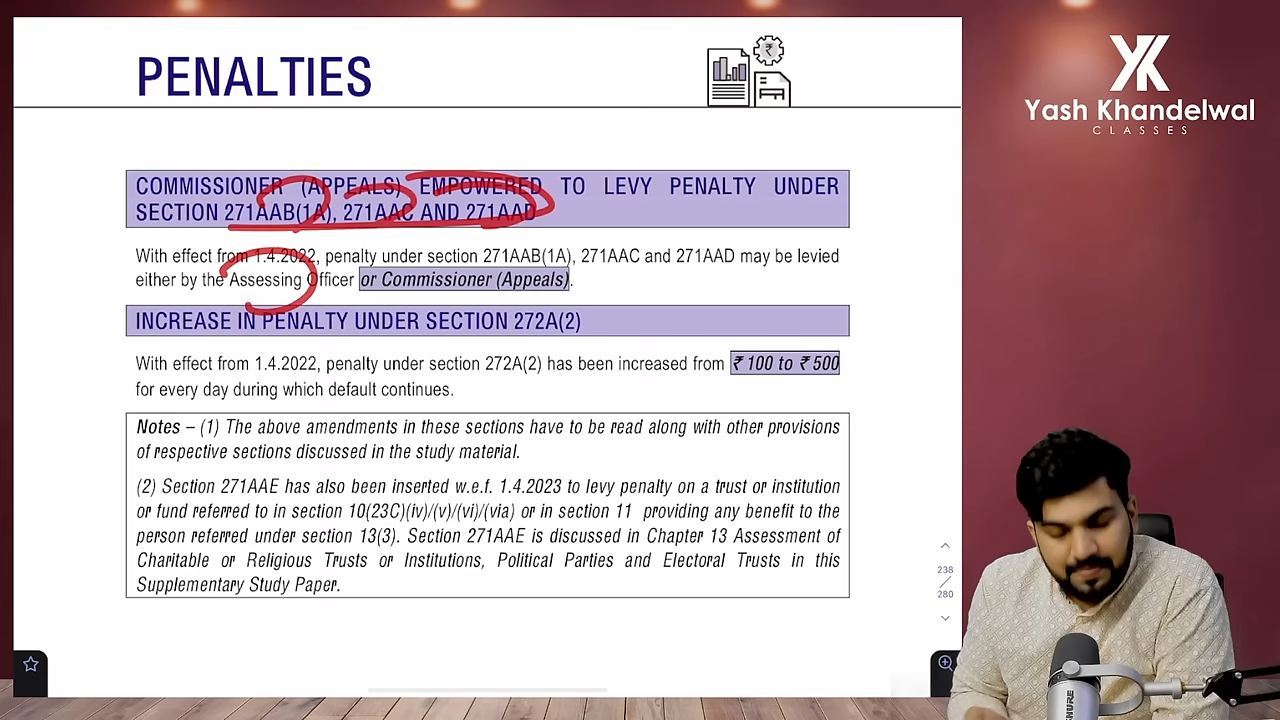 PENALTIES
Yash Khandelwal
CLASSES
COMMISSIONER (APPEALS) EMPOWERED TO LEVY PENALTY UNDER
SECTION 271AAB(1A), 271AAC AND 271AAD
With effect from 1.4.2022, penalty under section 271AAB(1A), 271AAC and 271AAD may be levied
either by the Assessing Officer or Commissioner (Appeals).
INCREASE IN PENALTY UNDER SECTION 272A(2)
With effect from 1.4.2022, penalty under section 272A(2) has been increased from ₹ 100 to ₹ 500
for every day during which default continues.
Notes – (1) The above amendments in these sections have to be read along with other provisions
of respective sections discussed in the study material.
(2) Section 271AAE has also been inserted w.e.f. 1.4.2023 to levy penalty on a trust or institution
or fund referred to in section 10(23C)(iv)/(v)/(vi)/(via) or in section 11 providing any benefit to the
person referred under section 13(3). Section 271AAE is discussed in Chapter 13 Assessment of
Charitable or Religious Trusts or Institutions, Political Parties and Electoral Trusts in this
Supplementary Study Paper.
238
280
SHURE